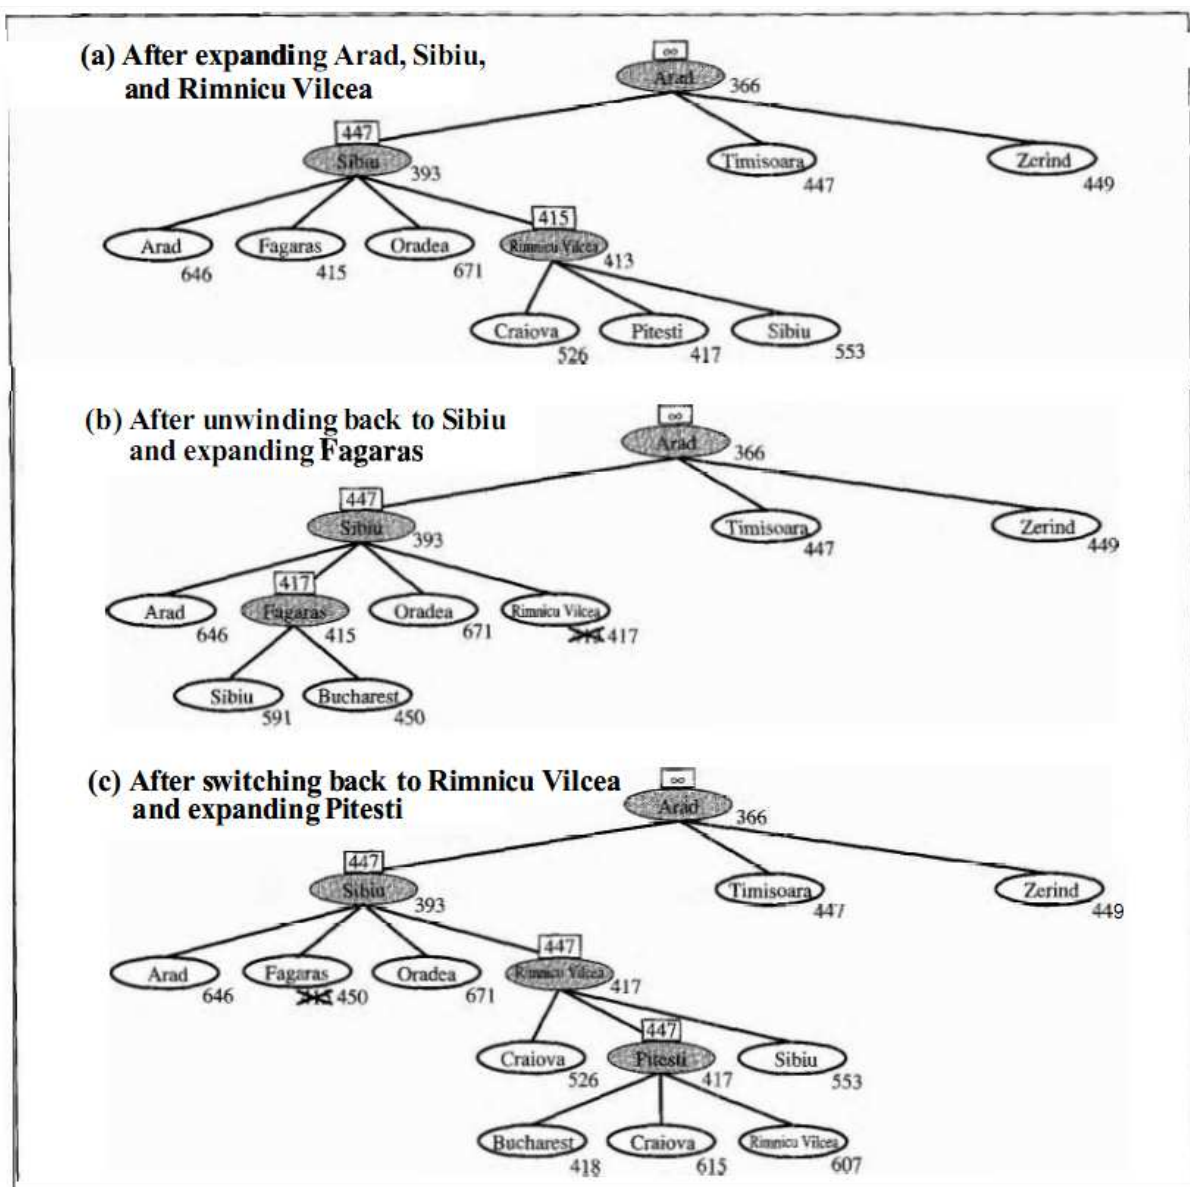 (a) After expanding Arad, Sibiu,
and Rimnicu Vilcea
∞
Arad
366
447
Sibiu
393
Timisoara
447
Zerind
449
Arad
646
Fagaras
415
Oradea
671
415
Rimnicu Vilcea
413
Craiova
526
Pitesti
417
Sibiu
553
(b) After unwinding back to Sibiu
and expanding Fagaras
∞
Arad
366
447
Sibiu
393
Timisoara
447
Zerind
449
Arad
646
417
Fagaras
415
Oradea
671
Rimnicu Vilcea
417
Sibiu
591
Bucharest
450
(c) After switching back to Rimnicu Vilcea
and expanding Pitesti
∞
Arad
366
447
Sibiu
393
Timisoara
447
Zerind
449
Arad
646
Fagaras
450
Oradea
671
447
Rimnicu Vilcea
417
Craiova
526
447
Pitesti
417
Sibiu
553
Bucharest
418
Craiova
615
Rimnicu Vilcea
607